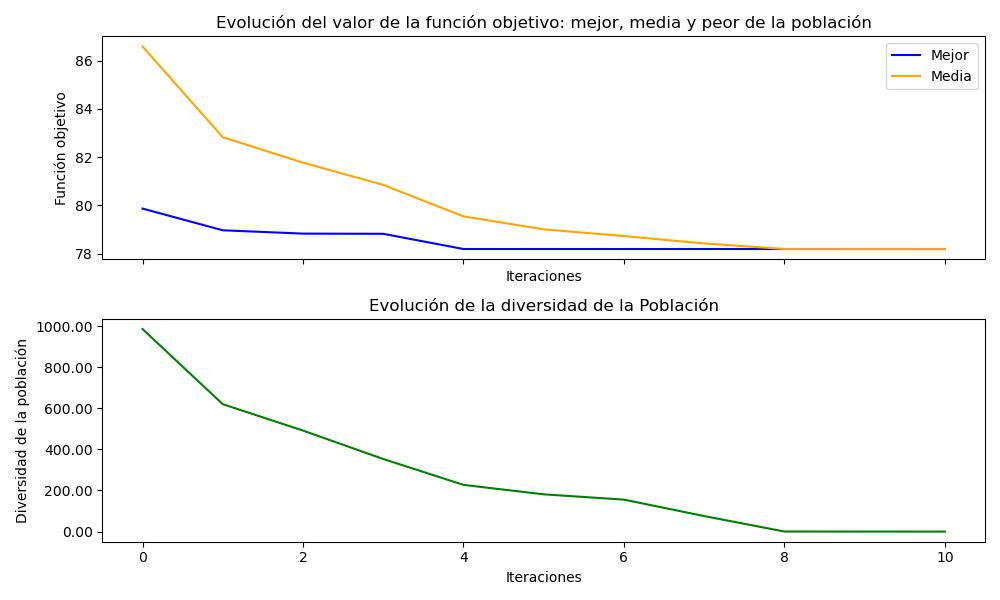 Evolución del valor de la función objetivo: mejor, media y peor de la población
Mejor
Media
Función objetivo
86
84
82
80
78
Iteraciones
Evolución de la diversidad de la Población
Diversidad de la población
1000.00
800.00
600.00
400.00
200.00
0.00
0 2 4 6 8 10
Iteraciones